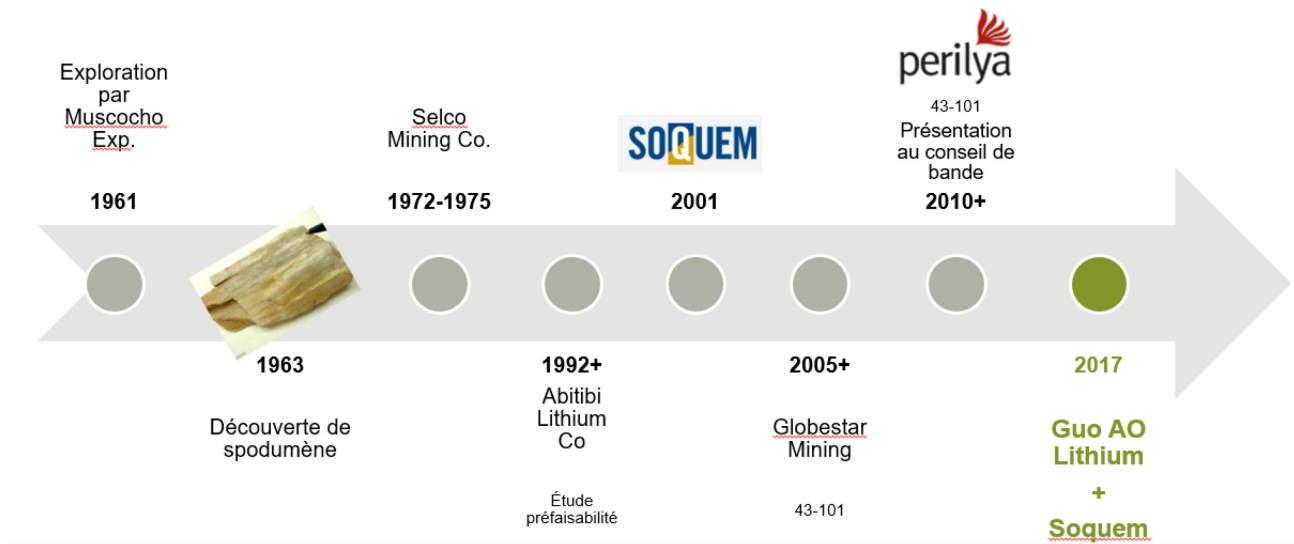 Exploration
par
Muscocho
Exp.
1961
1963
Découverte de
spodumène
Selco
Mining Co.
1972-1975
1992+
Abitibi
Lithium
Co
Étude
préfaisabilité
SOQUEM
2001
2005+
Globestar
Mining
43-101
perilya
43-101
Présentation
au conseil de
bande
2010+
2017
Guo AO
Lithium
+
Soquem